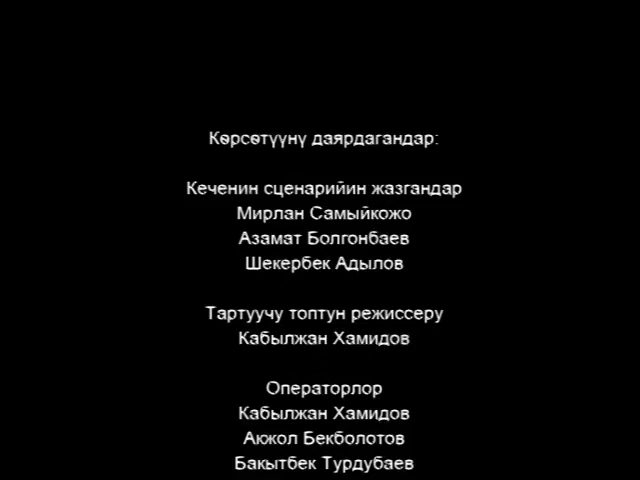 Көрсөтүүнү даярдагандар:
Кеченин сценарийин жазгандар
Мирлан Самыйкожо
Азамат Болгонбаев
Шекербек Адылов
Тартуучу топтун режиссеру
Кабылжан Хамидов
Операторлор
Кабылжан Хамидов
Акжол Бекболотов
Бакытбек Турдубаев